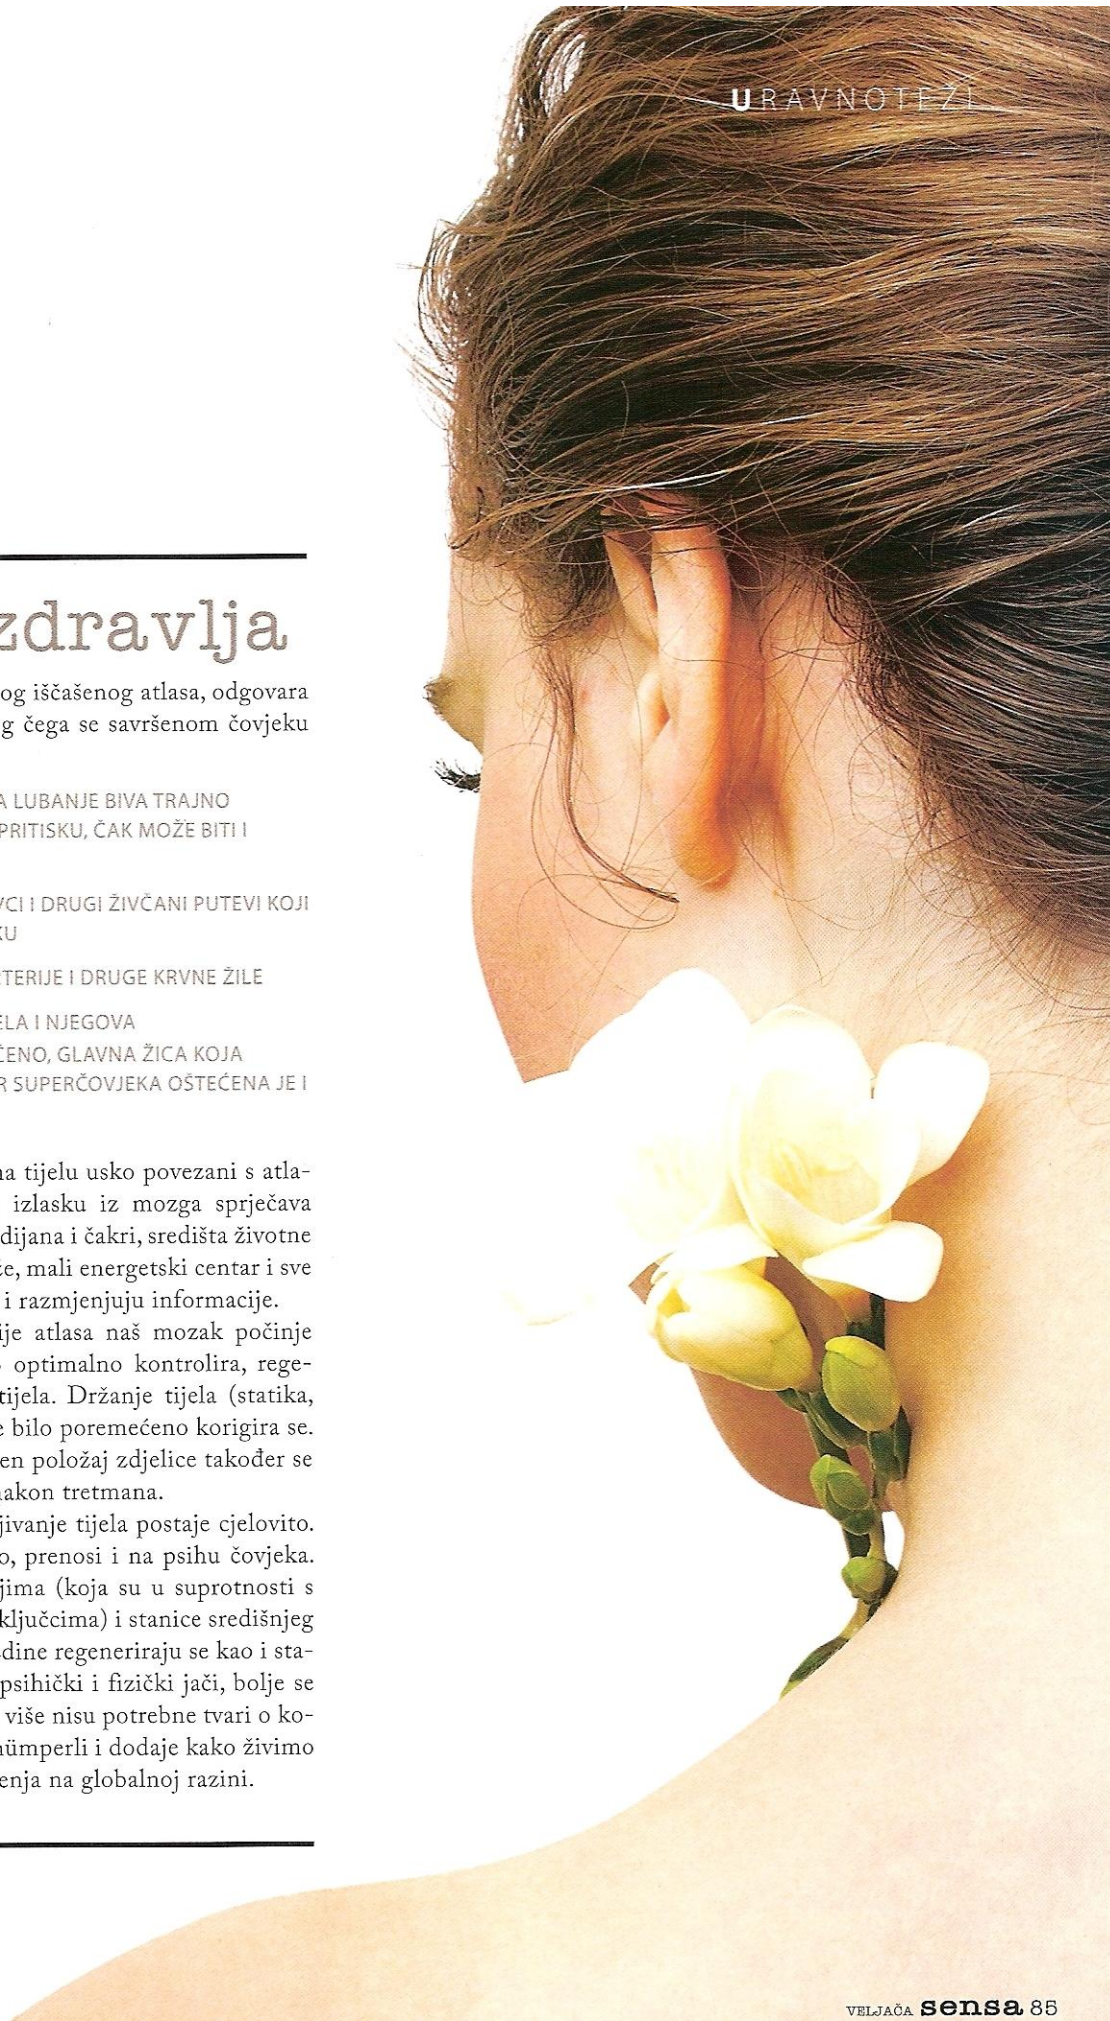 URAVNOTEŽI
zdravlja
og iščašenog atlasa, odgovara
g čega se savršenom čovjeku
A LUBANJE BIVA TRAJNO
PRITISKU, ČAK MOŽE BITI I
VCI I DRUGI ŽIVČANI PUTEVI KOJI
KU
TERIJE I DRUGE KRVNE ŽILE
ELA I NJEGOVA
ČENO, GLAVNA ŽICA KOJA
R SUPERČOVJEKA OŠTEĆENA JE I
na tijelu usko povezani s atla-
izlasku iz mozga sprječava
dijana i čakri, središta životne
že, mali energetski centar i sve
i razmjenjuju informacije.
ije atlasa naš mozak počinje
optimalno kontrolira, rege-
tijela. Držanje tijela (statika,
e bilo poremećeno korigira se.
en položaj zdjelice također se
nakon tretmana.
jivanje tijela postaje cjelovito.
o, prenosi i na psihu čovjeka.
jima (koja su u suprotnosti s
ključcima) i stanice središnjeg
dine regeneriraju se kao i sta-
psihički i fizički jači, bolje se
više nisu potrebne tvari o ko-
hümperli i dodaje kako živimo
enja na globalnoj razini.
VELJAČA sensa 85